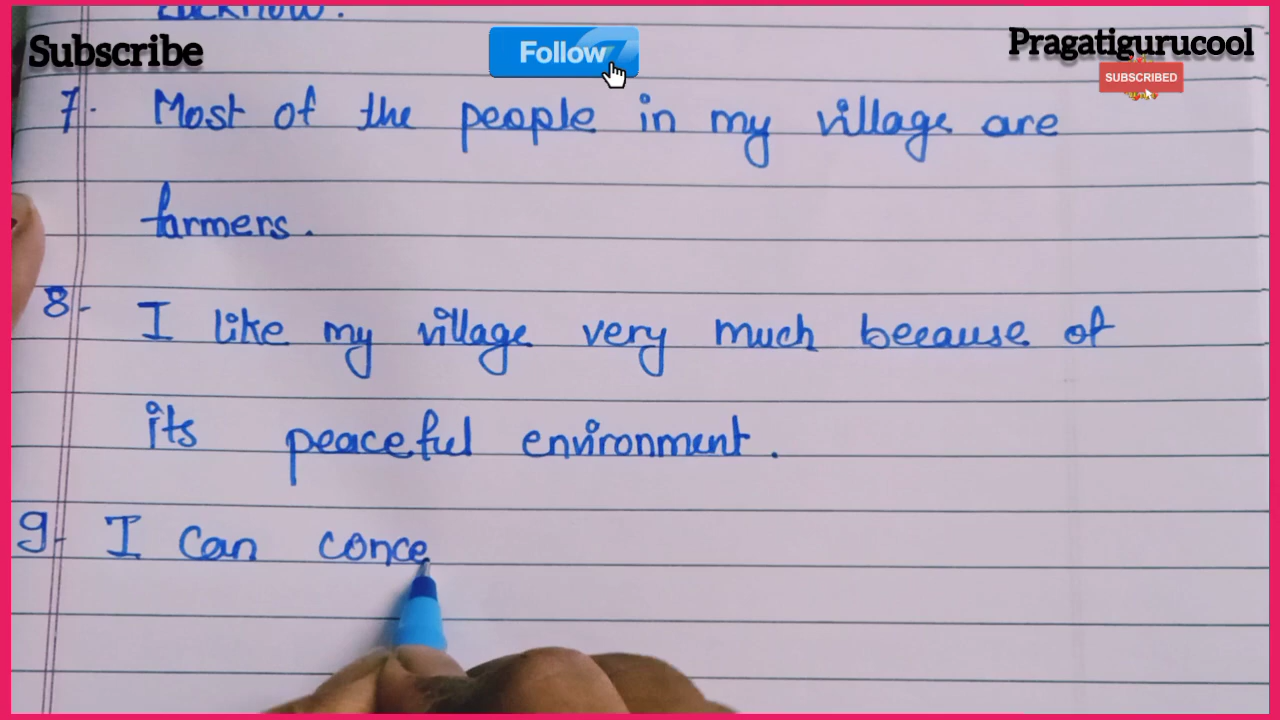 Lucknow.
Subscribe
Follow
Pragatigurucool
SUBSCRIBED
7. Most of the people in my village are
farmers.
8- I like my village very much because of
its peaceful environment.
9- I can conce